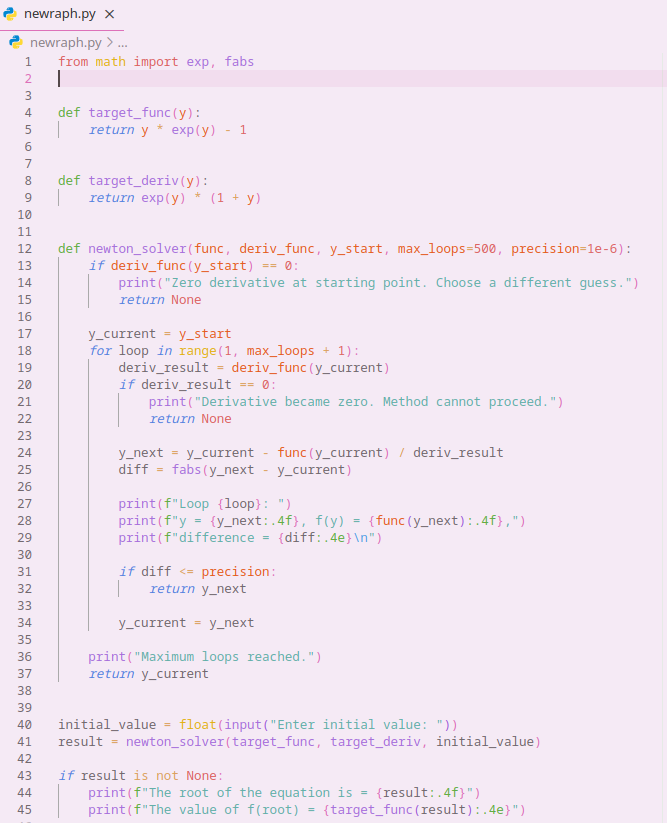 newraph.py ×
newraph.py > ...
1 from math import exp, fabs
2
3
4 def target_func(y):
5     return y * exp(y) - 1
6
7
8 def target_deriv(y):
9     return exp(y) * (1 + y)
10
11
12 def newton_solver(func, deriv_func, y_start, max_loops=500, precision=1e-6):
13     if deriv_func(y_start) == 0:
14         print("Zero derivative at starting point. Choose a different guess.")
15         return None
16
17     y_current = y_start
18     for loop in range(1, max_loops + 1):
19         deriv_result = deriv_func(y_current)
20         if deriv_result == 0:
21             print("Derivative became zero. Method cannot proceed.")
22             return None
23
24         y_next = y_current - func(y_current) / deriv_result
25         diff = fabs(y_next - y_current)
26
27         print(f"Loop {loop}: ")
28         print(f"y = {y_next:.4f}, f(y) = {func(y_next):.4f},")
29         print(f"difference = {diff:.4e}\n")
30
31         if diff <= precision:
32             return y_next
33
34         y_current = y_next
35
36     print("Maximum loops reached.")
37     return y_current
38
39
40 initial_value = float(input("Enter initial value: "))
41 result = newton_solver(target_func, target_deriv, initial_value)
42
43 if result is not None:
44     print(f"The root of the equation is = {result:.4f}")
45     print(f"The value of f(root) = {target_func(result):.4e}")